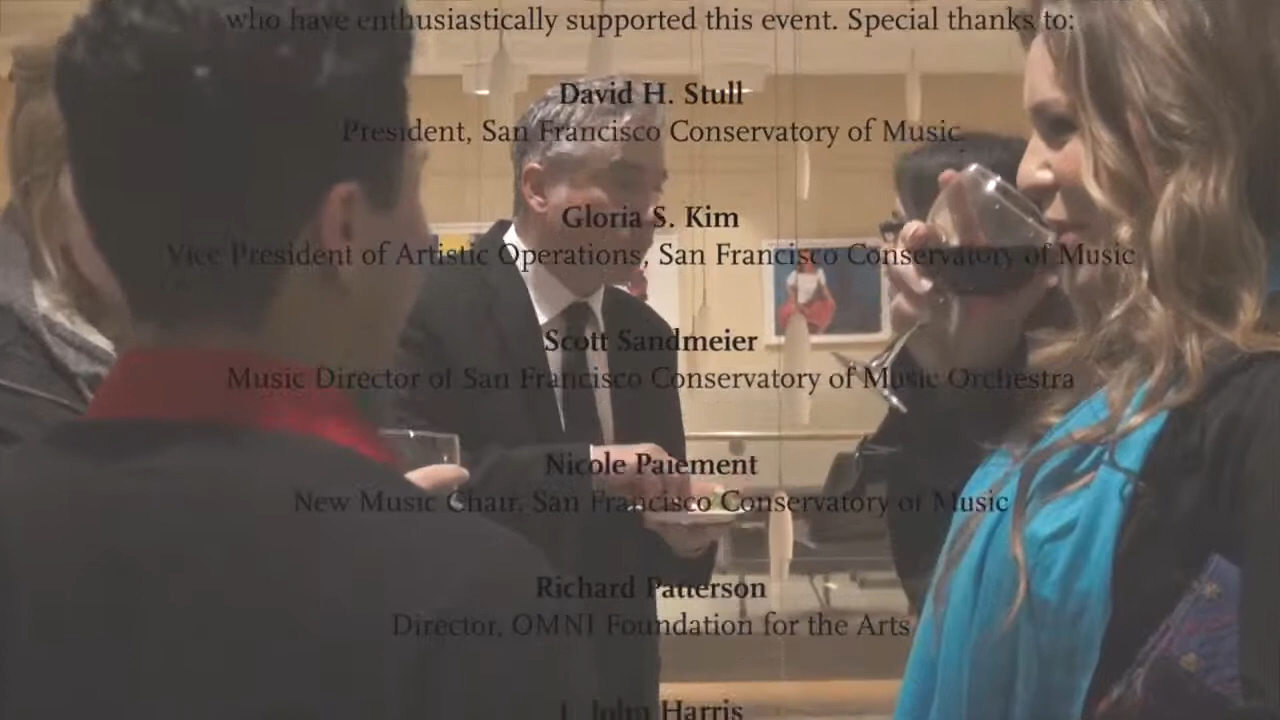 who have enthusiastically supported this event. Special thanks to:
David H. Stull
President, San Francisco Conservatory of Music
Gloria S. Kim
Vice President of Artistic Operations, San Francisco Conservatory of Music
Scott Sandmeier
Music Director of San Francisco Conservatory of Music Orchestra
Nicole Paiement
New Music Chair, San Francisco Conservatory of Music
Richard Patterson
Director, OMNI Foundation for the Arts
John Harris